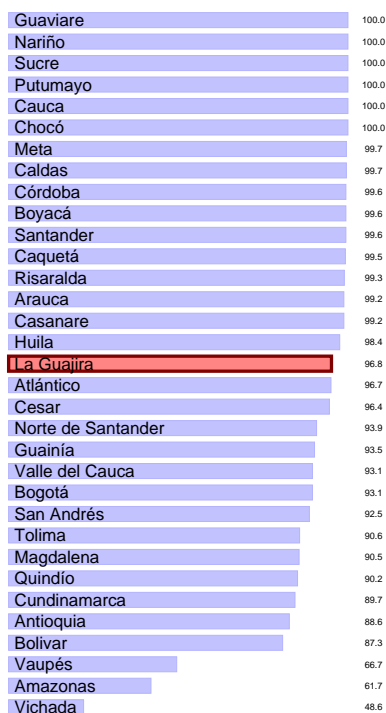 Guaviare 100.0
Nariño 100.0
Sucre 100.0
Putumayo 100.0
Cauca 100.0
Chocó 100.0
Meta 99.7
Caldas 99.7
Córdoba 99.6
Boyacá 99.6
Santander 99.6
Caquetá 99.5
Risaralda 99.3
Arauca 99.2
Casanare 99.2
Huila 98.4
La Guajira 96.8
Atlántico 96.7
Cesar 96.4
Norte de Santander 93.9
Guainía 93.5
Valle del Cauca 93.1
Bogotá 93.1
San Andrés 92.5
Tolima 90.6
Magdalena 90.5
Quindío 90.2
Cundinamarca 89.7
Antioquia 88.6
Bolivar 87.3
Vaupés 66.7
Amazonas 61.7
Vichada 48.6